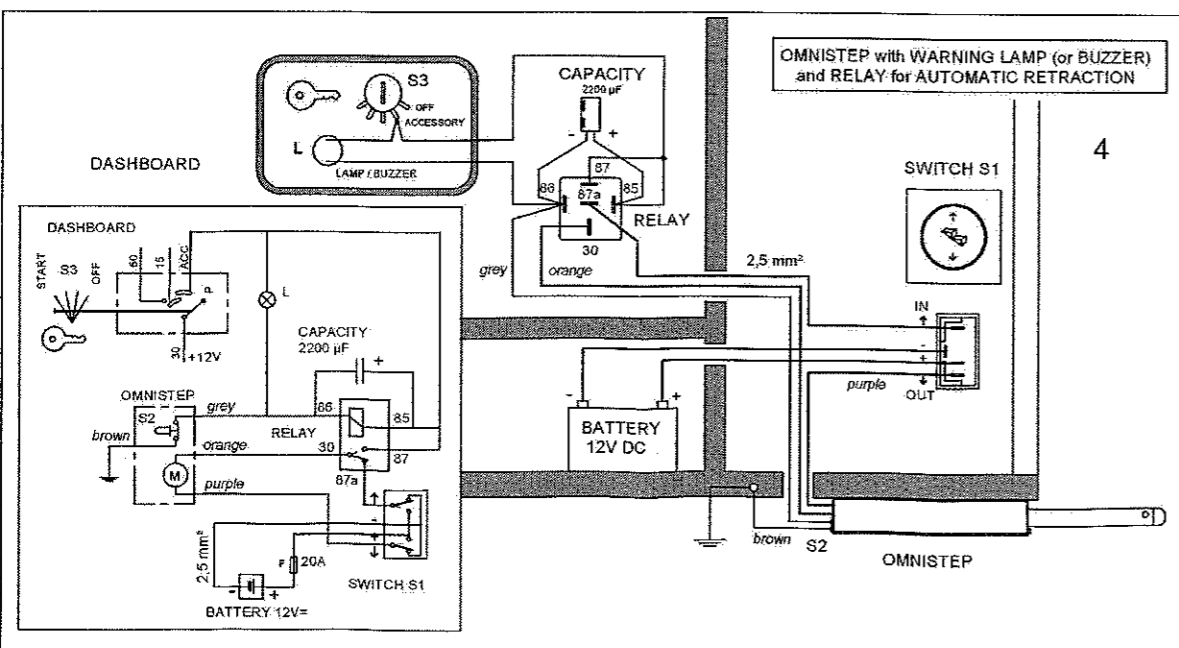 OMNISTEP with WARNING LAMP (or BUZZER)
and RELAY for AUTOMATIC RETRACTION
4
S3
OFF
ACCESSORY
L
LAMP / BUZZER
DASHBOARD
CAPACITY
2200 µF
- +
87
86
87a
85
RELAY
30
grey
orange
2,5 mm²
SWITCH S1
IN
-
+
purple
OUT
- +
BATTERY
12V DC
brown
S2
OMNISTEP
DASHBOARD
START
S3
OFF
50
15
ACC
P
30
+12V
L
CAPACITY
2200 µF
+
OMNISTEP
S2
grey
brown
RELAY
86
85
orange
30
87
M
purple
87a
-
+
2,5 mm²
F
20A
- +
SWITCH S1
BATTERY 12V=